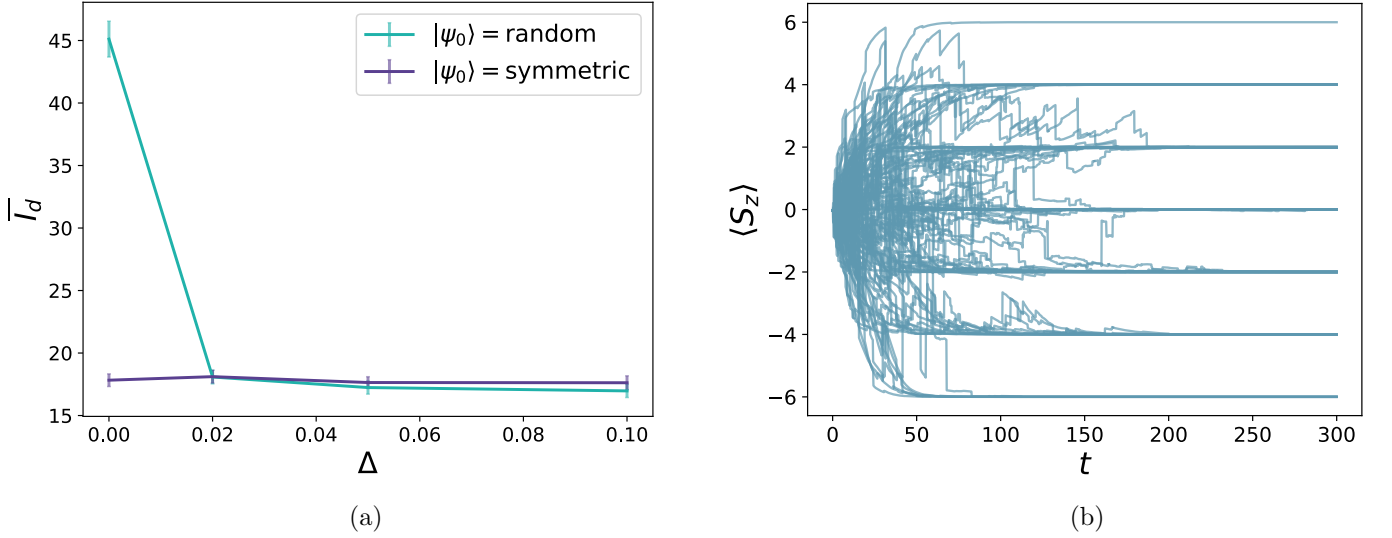 45
40
35
30
25
20
15
0.00 0.02 0.04 0.06 0.08 0.10
Δ
$\overline{I_d}$
|ψ₀⟩ = random
|ψ₀⟩ = symmetric
(a)
6
4
2
0
−2
−4
−6
0 50 100 150 200 250 300
t
⟨S_z⟩
(b)